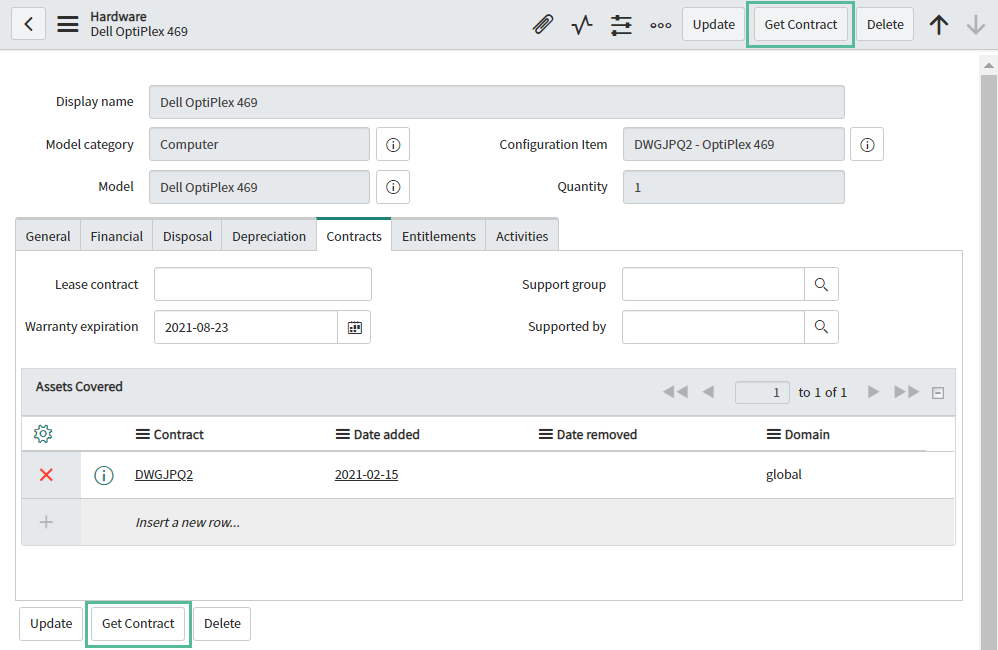 Hardware
Dell OptiPlex 469
Update Get Contract Delete
Display name Dell OptiPlex 469
Model category Computer Configuration Item DWGJPQ2 - OptiPlex 469
Model Dell OptiPlex 469 Quantity 1
General Financial Disposal Depreciation Contracts Entitlements Activities
Lease contract Support group
Warranty expiration 2021-08-23 Supported by
Assets Covered 1 to 1 of 1
Contract Date added Date removed Domain
DWGJPQ2 2021-02-15 global
Insert a new row...
Update Get Contract Delete